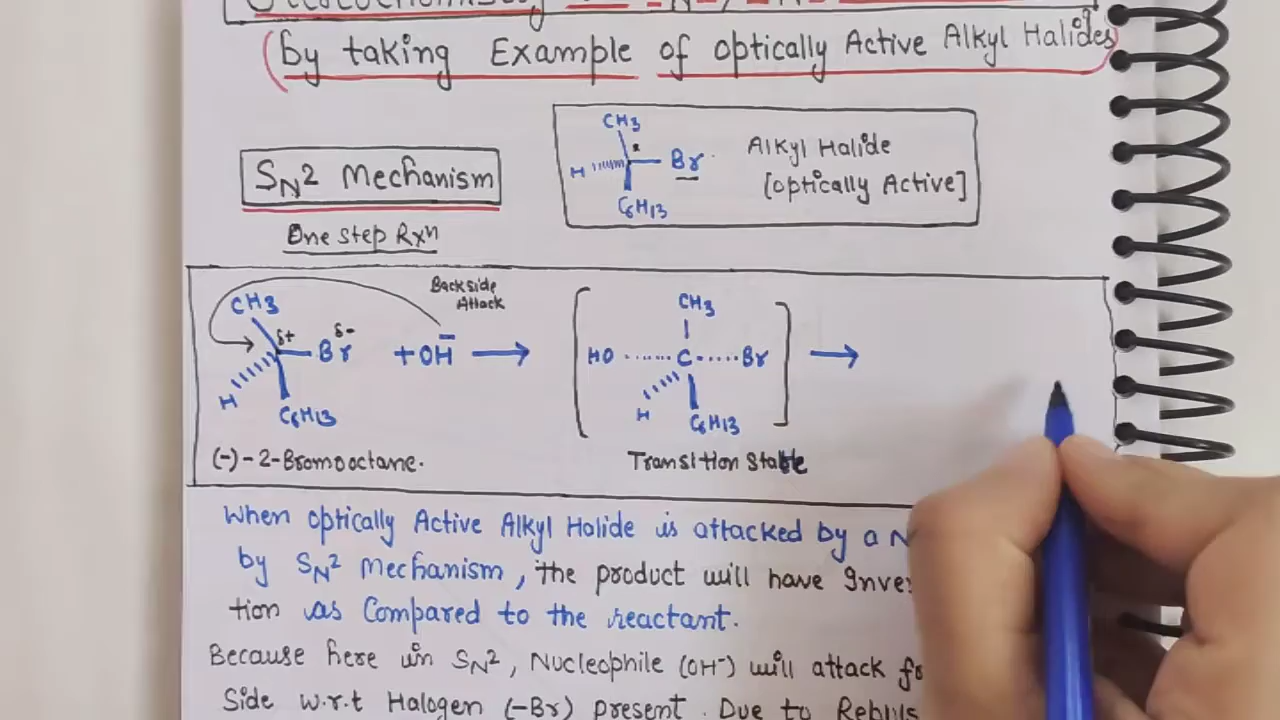 by taking Example of optically Active Alkyl Halides
CH3
H Br
C6H13
Alkyl Halide
[optically Active]
SN2 Mechanism
One step Rxn
Backside
Attack
CH3
δ+ δ-
Br + OH-
H
C6H13
(-)-2-Bromooctane.
CH3
HO C Br
H
C6H13
Transition State
When optically Active Alkyl Halide is attacked by a
by SN2 mechanism, the product will have
tion as Compared to the reactant.
Because here in SN2, Nucleophile (OH-) will attack
Side w.r.t Halogen (-Br) present. Due to